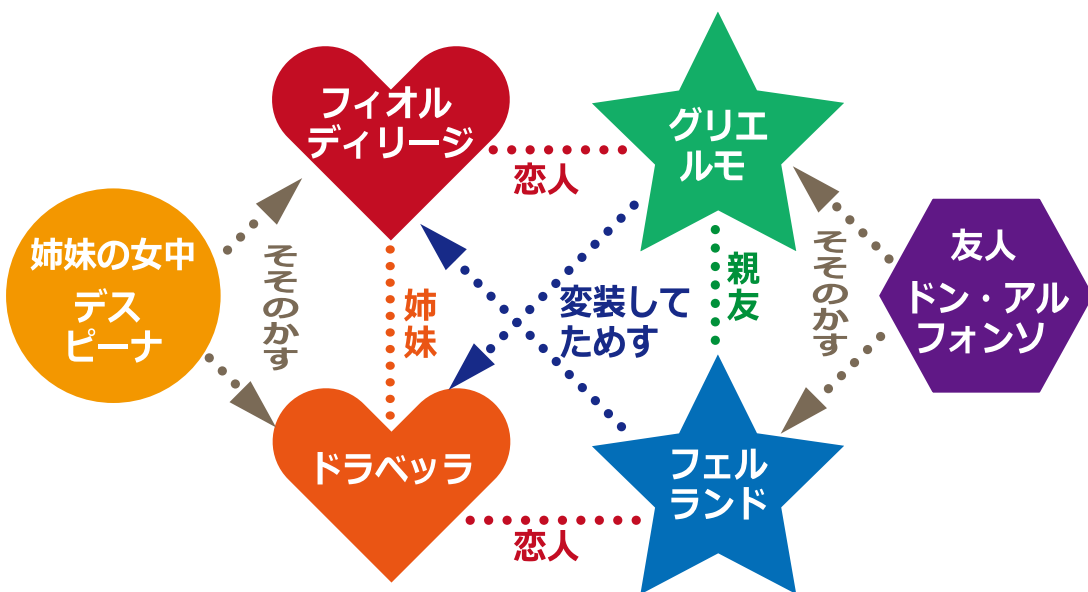 フィオル
ディリージ
グリエ
ルモ
恋人
姉妹の女中
デス
ピーナ
そそのかす
姉妹
変装して
ためす
親友
そそのかす
友人
ドン・アル
フォンソ
ドラベッラ
フェル
ランド
恋人